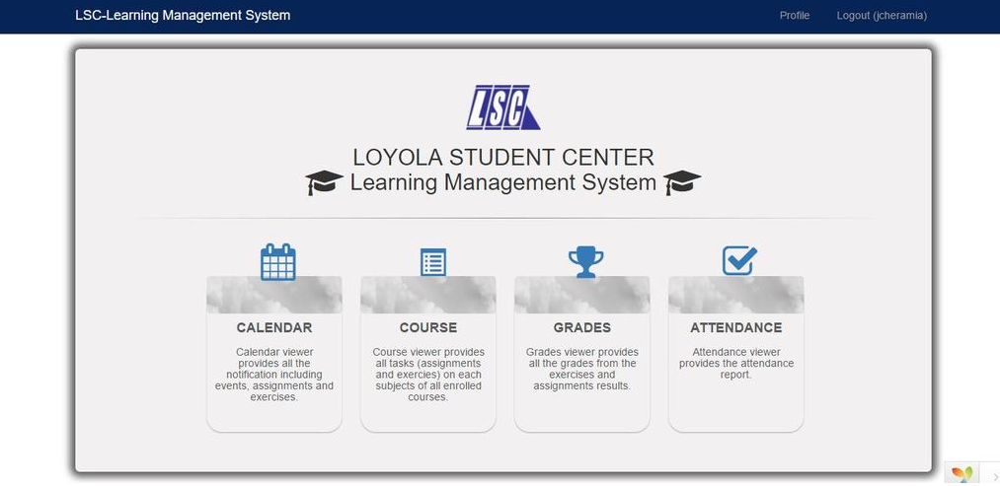 LSC-Learning Management System
Profile
Logout (jcheramia)
LSC
LOYOLA STUDENT CENTER
Learning Management System
CALENDAR
Calendar viewer
provides all the
notification including
events, assignments and
exercises.
COURSE
Course viewer provides
all tasks (assignments
and exercies) on each
subjects of all enrolled
courses.
GRADES
Grades viewer provides
all the grades from the
exercises and
assignments results.
ATTENDANCE
Attendance viewer
provides the attendance
report.